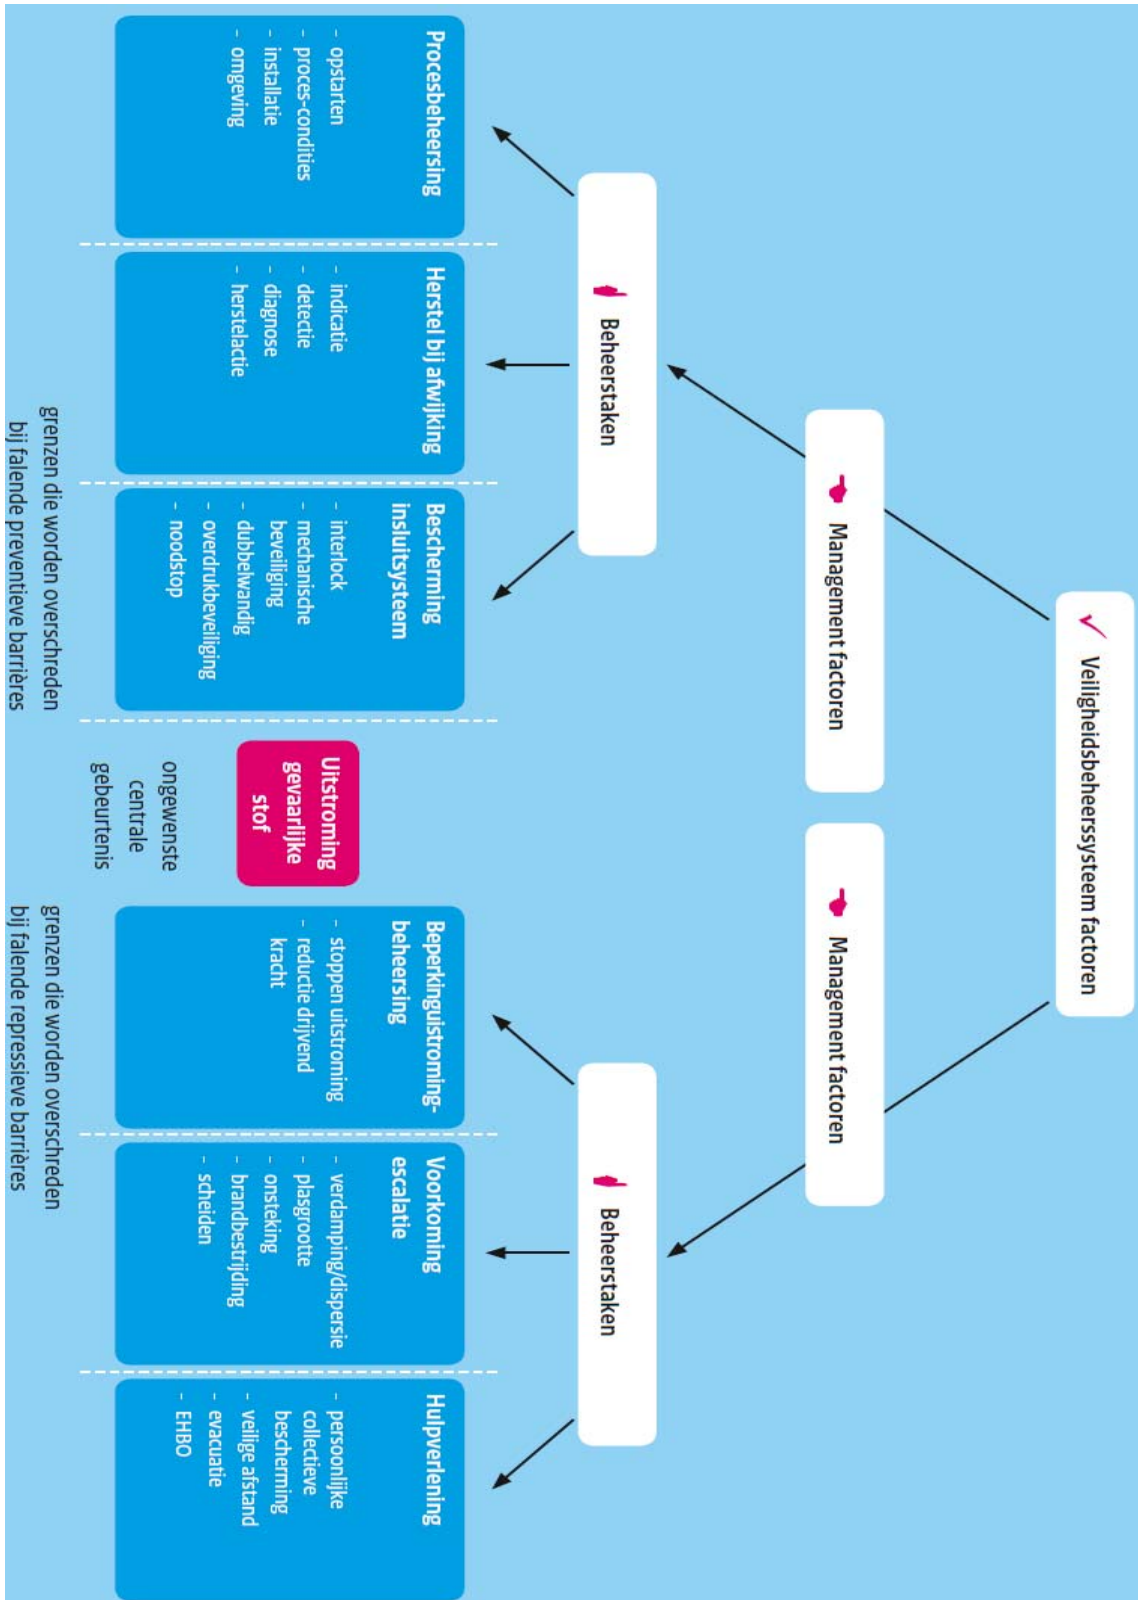 Veiligheidsbeheerssysteem factoren
Management factoren
Management factoren
Beheerstaken
Beheerstaken
Procesbeheersing
- opstarten
- proces-condities
- installatie
- omgeving
Herstel bij afwijking
- indicatie
- detectie
- diagnose
- herstelactie
Bescherming
insluitsysteem
- interlock
- mechanische
beveiliging
- dubbelwandig
- overdrukbeveiliging
- noodstop
Uitstroming
gevaarlijke
stof
Beperkinguistroming-
beheersing
- stoppen uitstroming
- reductie drijvend
kracht
Voorkoming
escalatie
- verdamping/dispersie
- plasgrootte
- onsteking
- brandbestrijding
- scheiden
Hulpverlening
- persoonlijke
collectieve
bescherming
- veilige afstand
- evacuatie
- EHBO
grenzen die worden overschreden
bij falende preventieve barrières
ongewenste
centrale
gebeurtenis
grenzen die worden overschreden
bij falende repressieve barrières